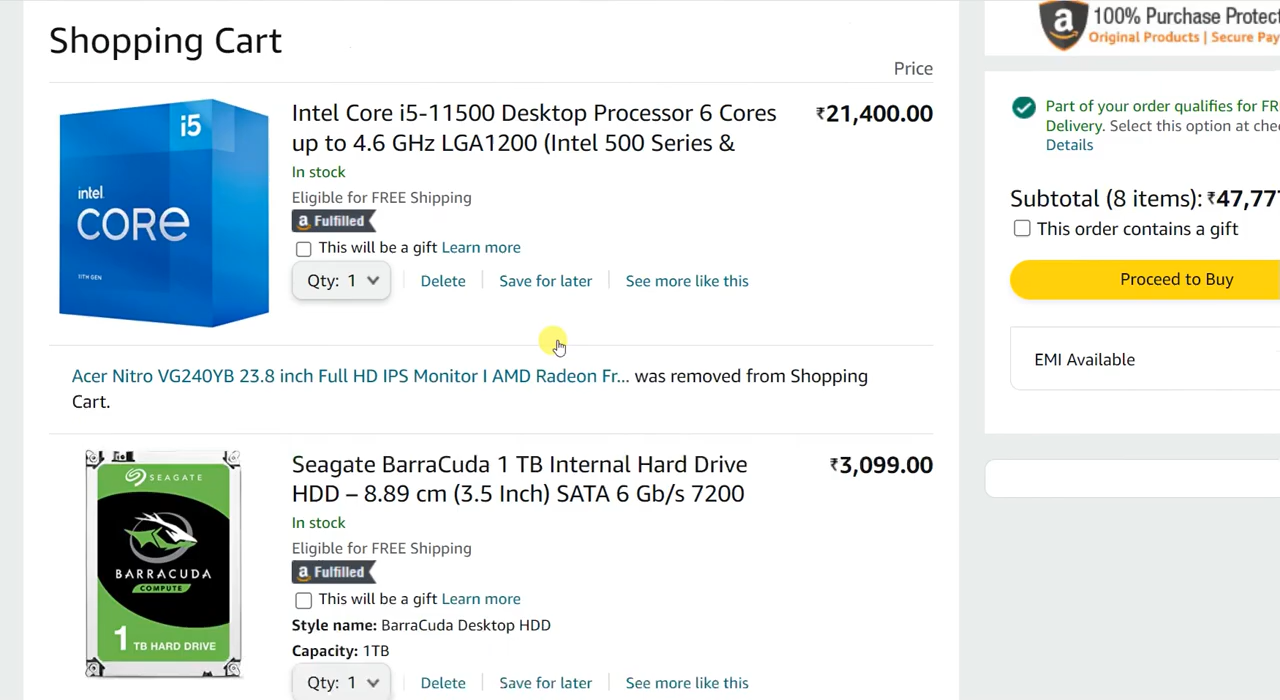 Shopping Cart
Price
Intel Core i5-11500 Desktop Processor 6 Cores
up to 4.6 GHz LGA1200 (Intel 500 Series &
₹21,400.00
In stock
Eligible for FREE Shipping
a Fulfilled
This will be a gift Learn more
Qty: 1
Delete
Save for later
See more like this
i5
intel
CORE
11TH GEN
Acer Nitro VG240YB 23.8 inch Full HD IPS Monitor I AMD Radeon Fr... was removed from Shopping
Cart.
Seagate BarraCuda 1 TB Internal Hard Drive
HDD – 8.89 cm (3.5 Inch) SATA 6 Gb/s 7200
₹3,099.00
In stock
Eligible for FREE Shipping
a Fulfilled
This will be a gift Learn more
Style name: BarraCuda Desktop HDD
Capacity: 1TB
Qty: 1
Delete
Save for later
See more like this
SEAGATE
BARRACUDA
COMPUTE
1 TB HARD DRIVE
a
100% Purchase Protect
Original Products | Secure Pay
Part of your order qualifies for FR
Delivery. Select this option at che
Details
Subtotal (8 items): ₹47,777
This order contains a gift
Proceed to Buy
EMI Available